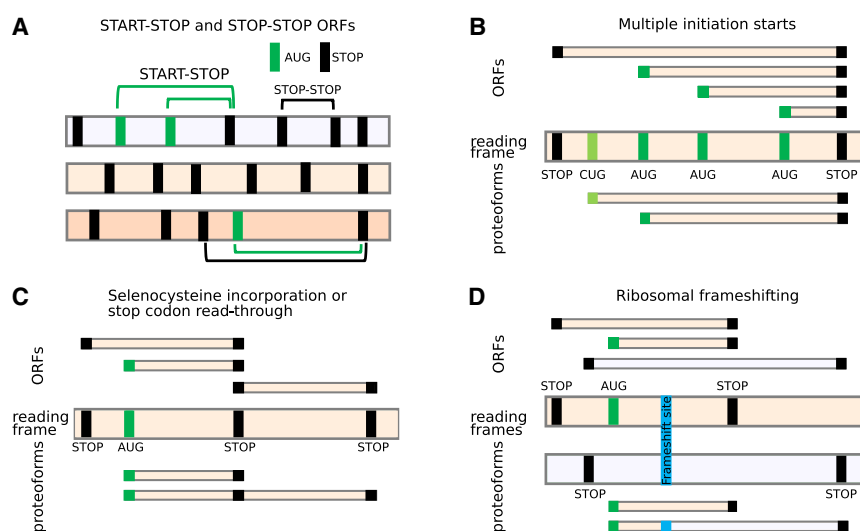 A
START-STOP and STOP-STOP ORFs
AUG
STOP
START-STOP
STOP-STOP
B
Multiple initiation starts
ORFs
reading
frame
STOP CUG AUG AUG AUG STOP
proteoforms
C
Selenocysteine incorporation or
stop codon read-through
ORFs
reading
frame
STOP AUG STOP STOP
proteoforms
D
Ribosomal frameshifting
ORFs
STOP AUG STOP
reading
frames
Frameshift site
STOP STOP
proteoforms